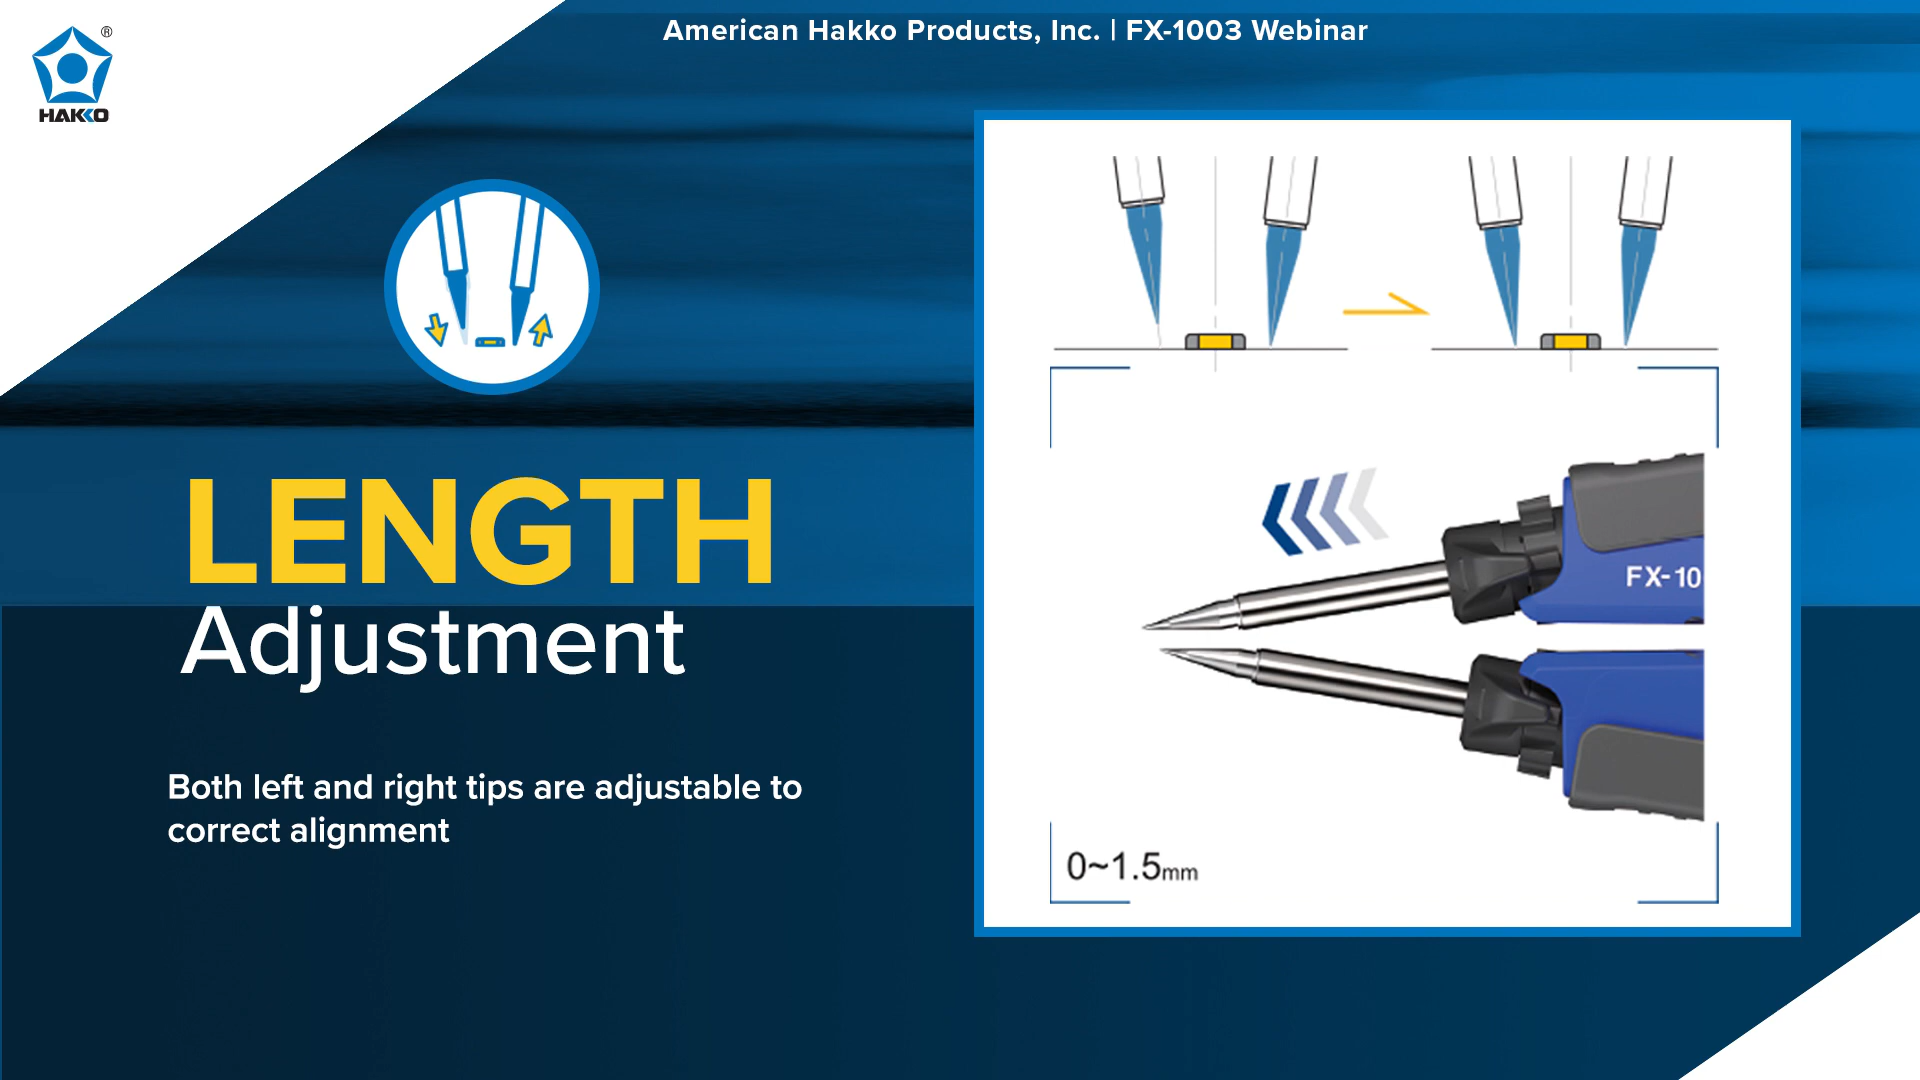 American Hakko Products, Inc. | FX-1003 Webinar
®
HAKKO
LENGTH
Adjustment
Both left and right tips are adjustable to
correct alignment
FX-10
0~1.5mm